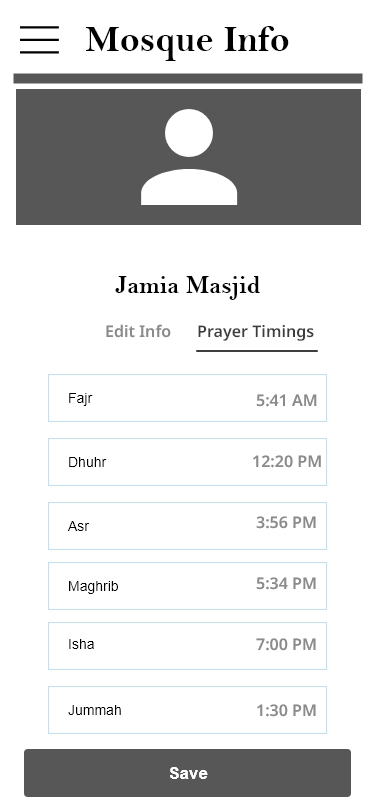 Mosque Info
Jamia Masjid
Edit Info Prayer Timings
Fajr 5:41 AM
Dhuhr 12:20 PM
Asr 3:56 PM
Maghrib 5:34 PM
Isha 7:00 PM
Jummah 1:30 PM
Save